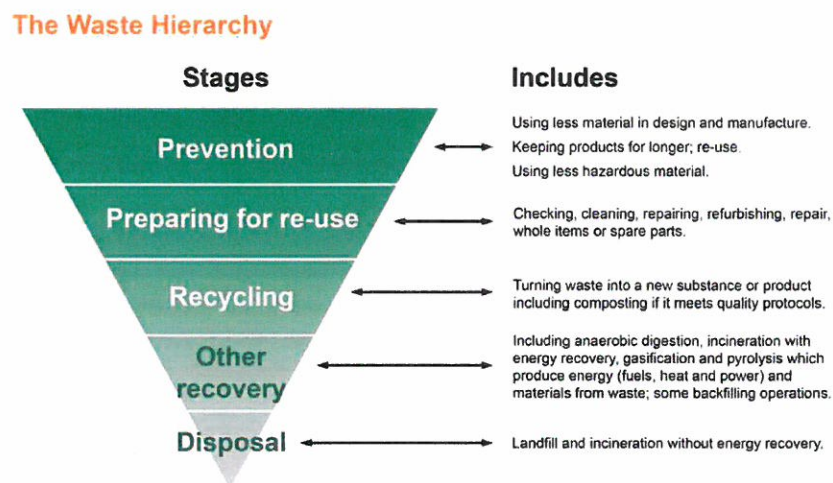 The Waste Hierarchy
Stages
Includes
Prevention
Using less material in design and manufacture.
Keeping products for longer; re-use.
Using less hazardous material.
Preparing for re-use
Checking, cleaning, repairing, refurbishing, repair,
whole items or spare parts.
Recycling
Turning waste into a new substance or product
including composting if it meets quality protocols.
Other
recovery
Including anaerobic digestion, incineration with
energy recovery, gasification and pyrolysis which
produce energy (fuels, heat and power) and
materials from waste; some backfilling operations.
Disposal
Landfill and incineration without energy recovery.